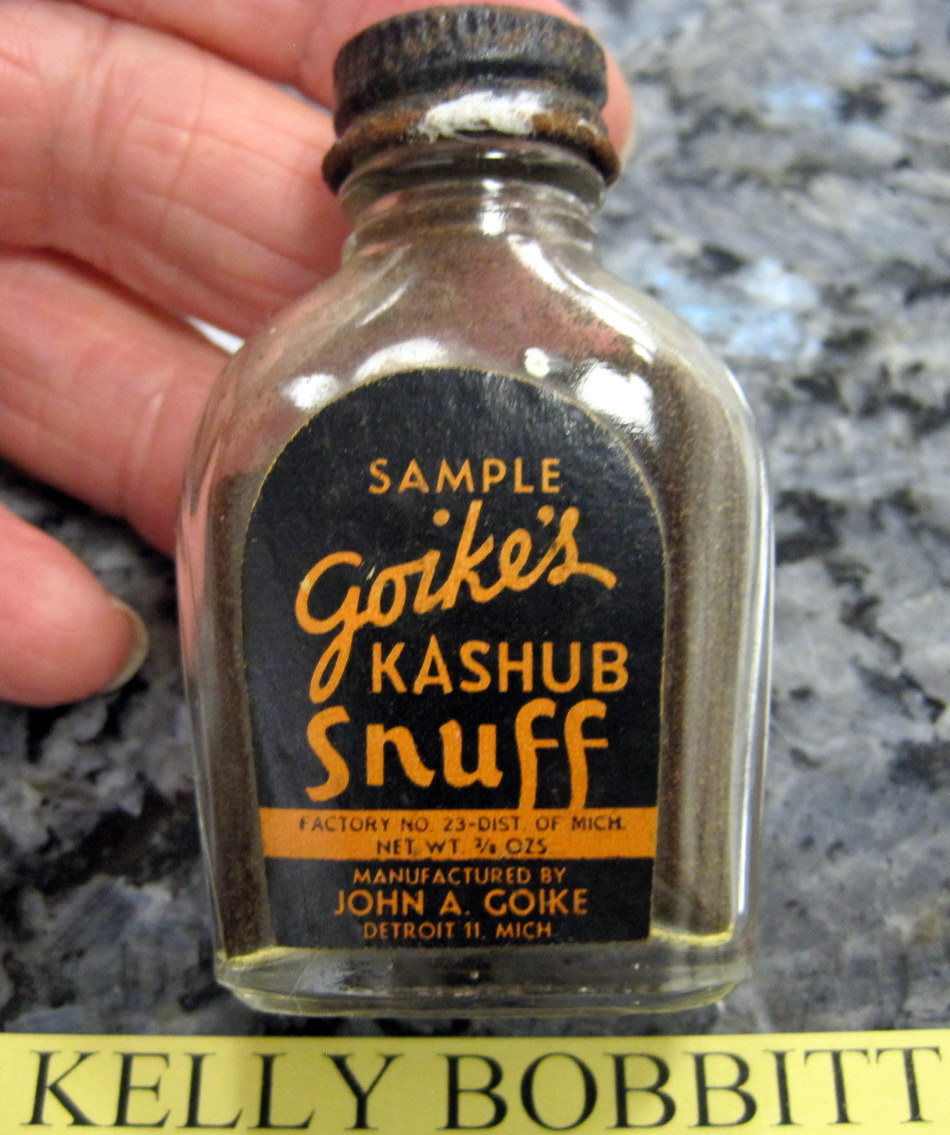 SAMPLE
Goike's
KASHUB
Snuff
FACTORY NO. 23-DIST. OF MICH.
NET. WT. 3/8 OZS
MANUFACTURED BY
JOHN A. GOIKE
DETROIT 11, MICH
KELLY BOBBITT